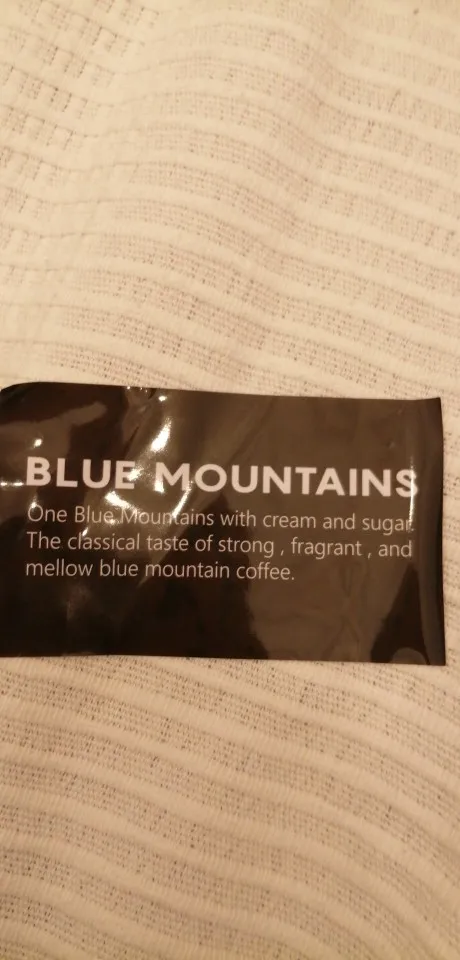 BLUE MOUNTAINS
One Blue Mountains with cream and sugar.
The classical taste of strong , fragrant , and
mellow blue mountain coffee.